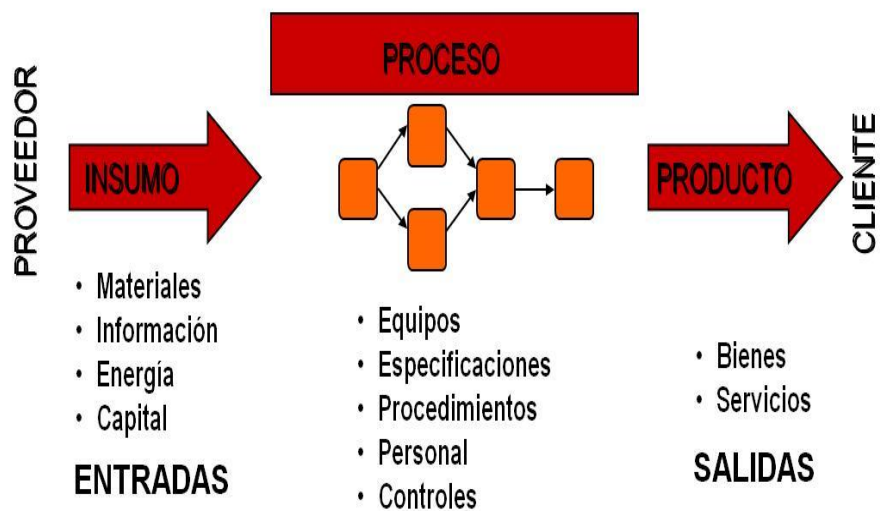 PROVEEDOR
INSUMO
• Materiales
• Información
• Energía
• Capital
ENTRADAS
PROCESO
• Equipos
• Especificaciones
• Procedimientos
• Personal
• Controles
PRODUCTO
• Bienes
• Servicios
SALIDAS
CLIENTE